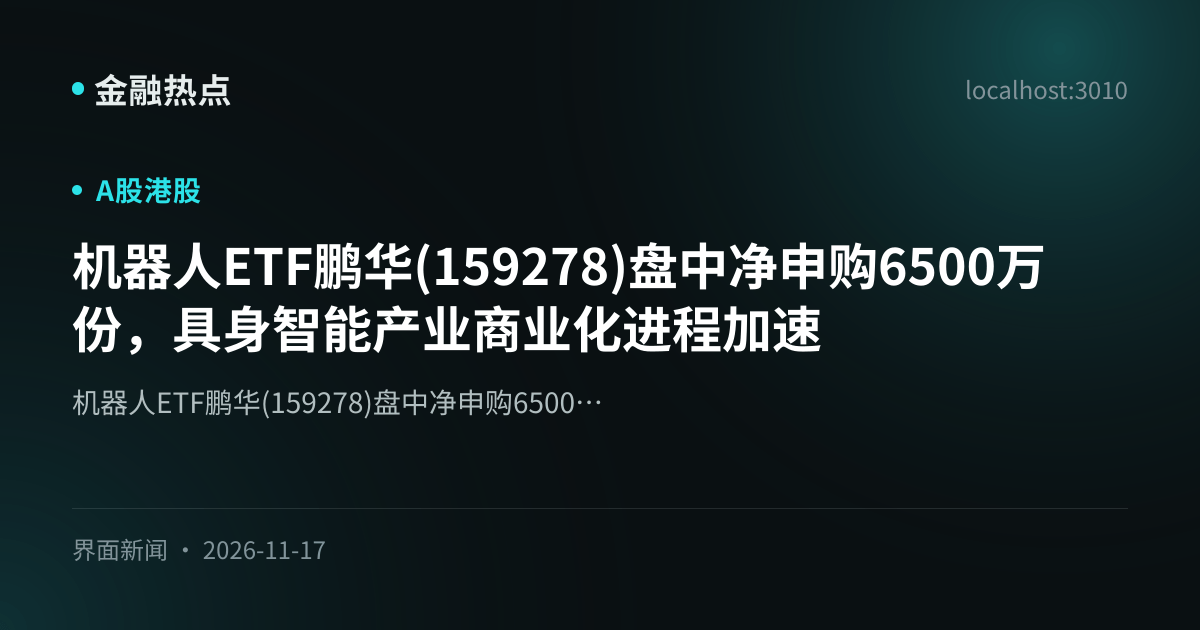 金融热点
localhost:3010
A股港股
机器人ETF鹏华(159278)盘中净申购6500万
份，具身智能产业商业化进程加速
机器人ETF鹏华(159278)盘中净申购6500…
界面新闻 • 2026-11-17